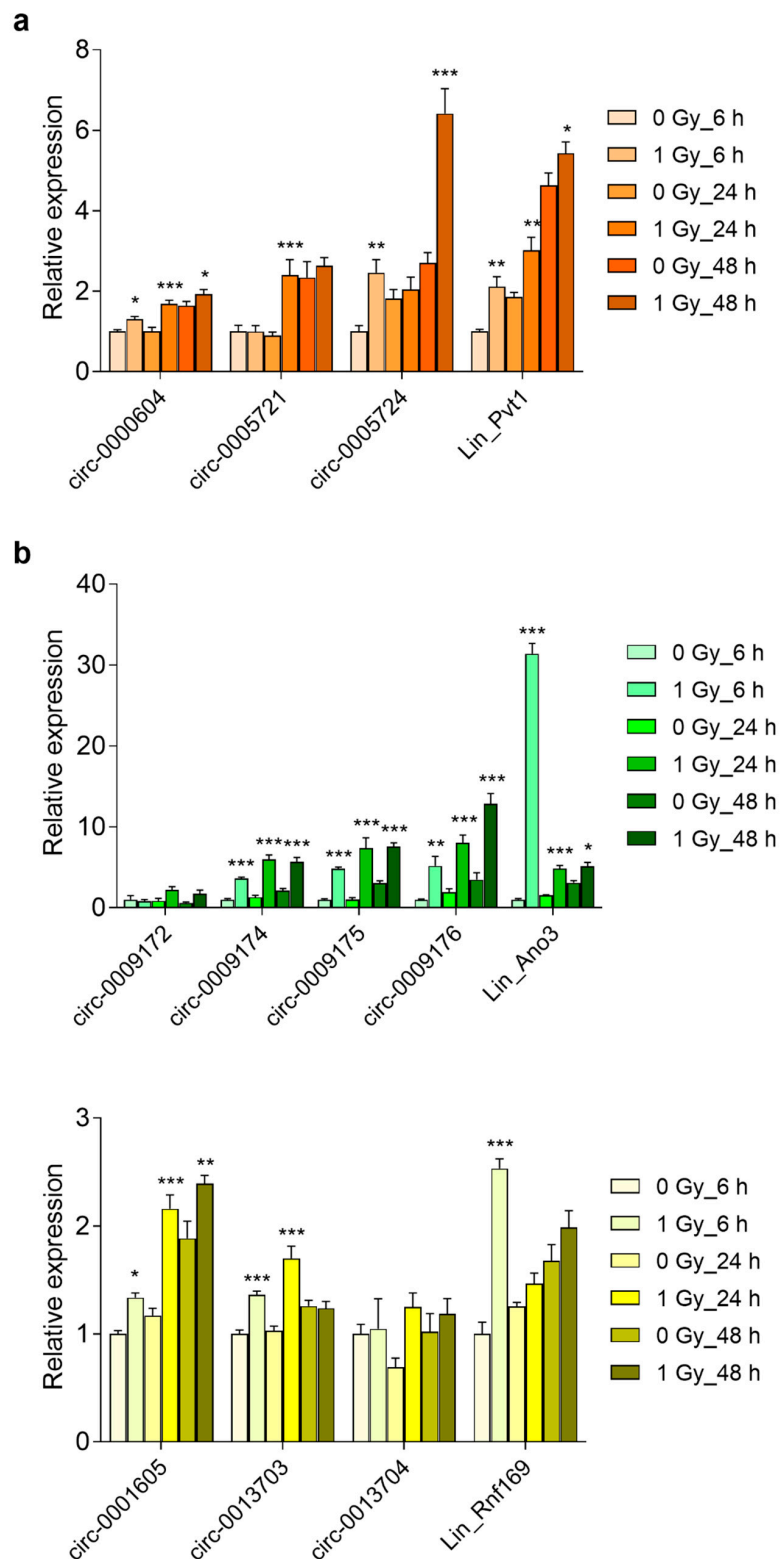 a
8
6
4
2
0
Relative expression
*
***
*
***
**
***
**
**
*
circ-0000604
circ-0005721
circ-0005724
Lin_Pvt1
0 Gy_6 h
1 Gy_6 h
0 Gy_24 h
1 Gy_24 h
0 Gy_48 h
1 Gy_48 h
b
40
30
20
10
0
Relative expression
***
***
***
***
***
***
**
***
***
***
***
*
circ-0009172
circ-0009174
circ-0009175
circ-0009176
Lin_Ano3
0 Gy_6 h
1 Gy_6 h
0 Gy_24 h
1 Gy_24 h
0 Gy_48 h
1 Gy_48 h
3
2
1
0
Relative expression
*
***
**
***
***
***
circ-0001605
circ-0013703
circ-0013704
Lin_Rnf169
0 Gy_6 h
1 Gy_6 h
0 Gy_24 h
1 Gy_24 h
0 Gy_48 h
1 Gy_48 h